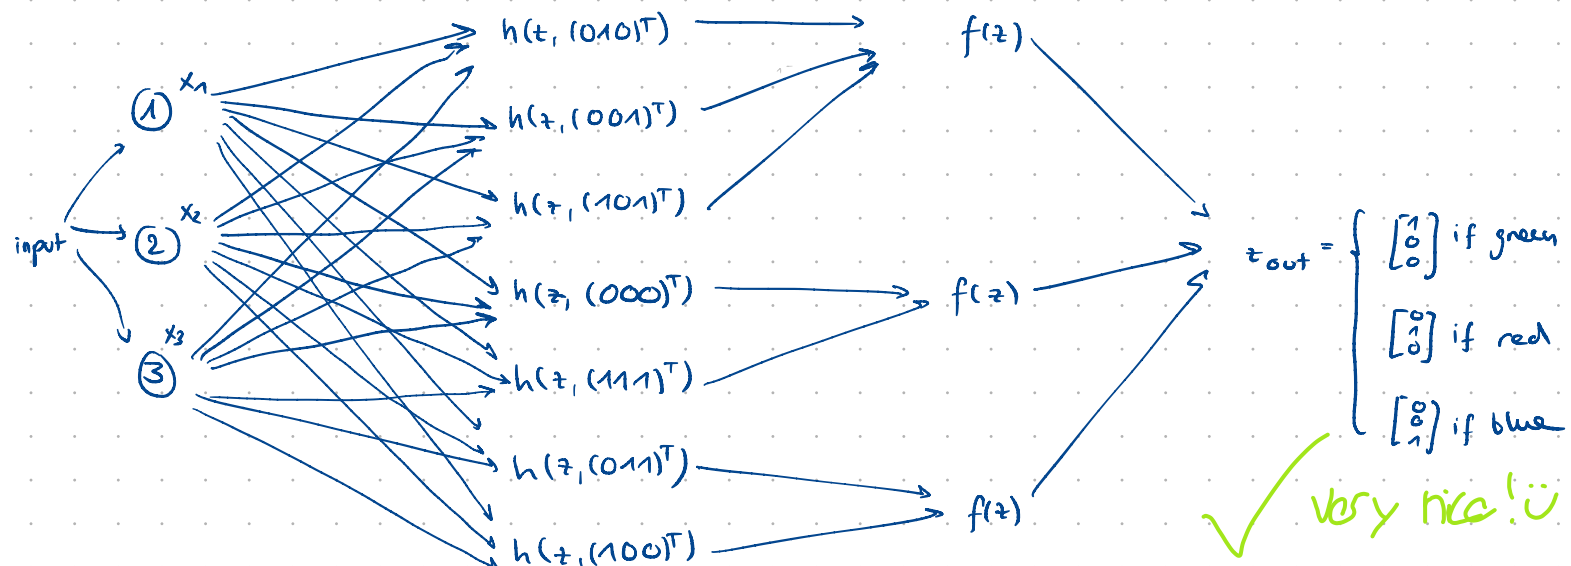 h(z, (010)ᵀ)
f(z)
x₁
1
h(z, (001)ᵀ)
h(z, (101)ᵀ)
x₂
2
input
z_out = { [1 0 0] if green
[0 1 0] if red
[0 0 1] if blue
h(z, (000)ᵀ)
f(z)
x₃
3
h(z, (111)ᵀ)
h(z, (011)ᵀ)
f(z)
h(z, (100)ᵀ)
✓ very nice! ü